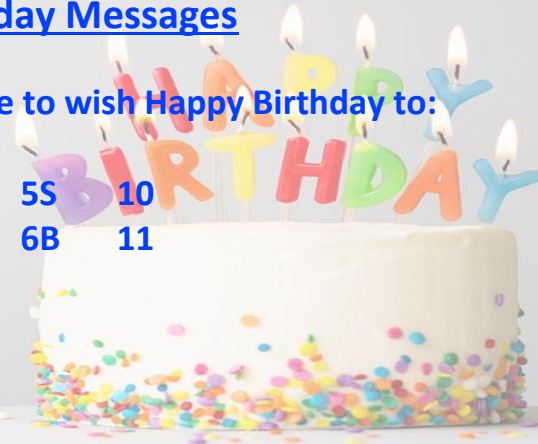 day Messages
e to wish Happy Birthday to:
HAPPY
BIRTHDAY
5S 10
6B 11